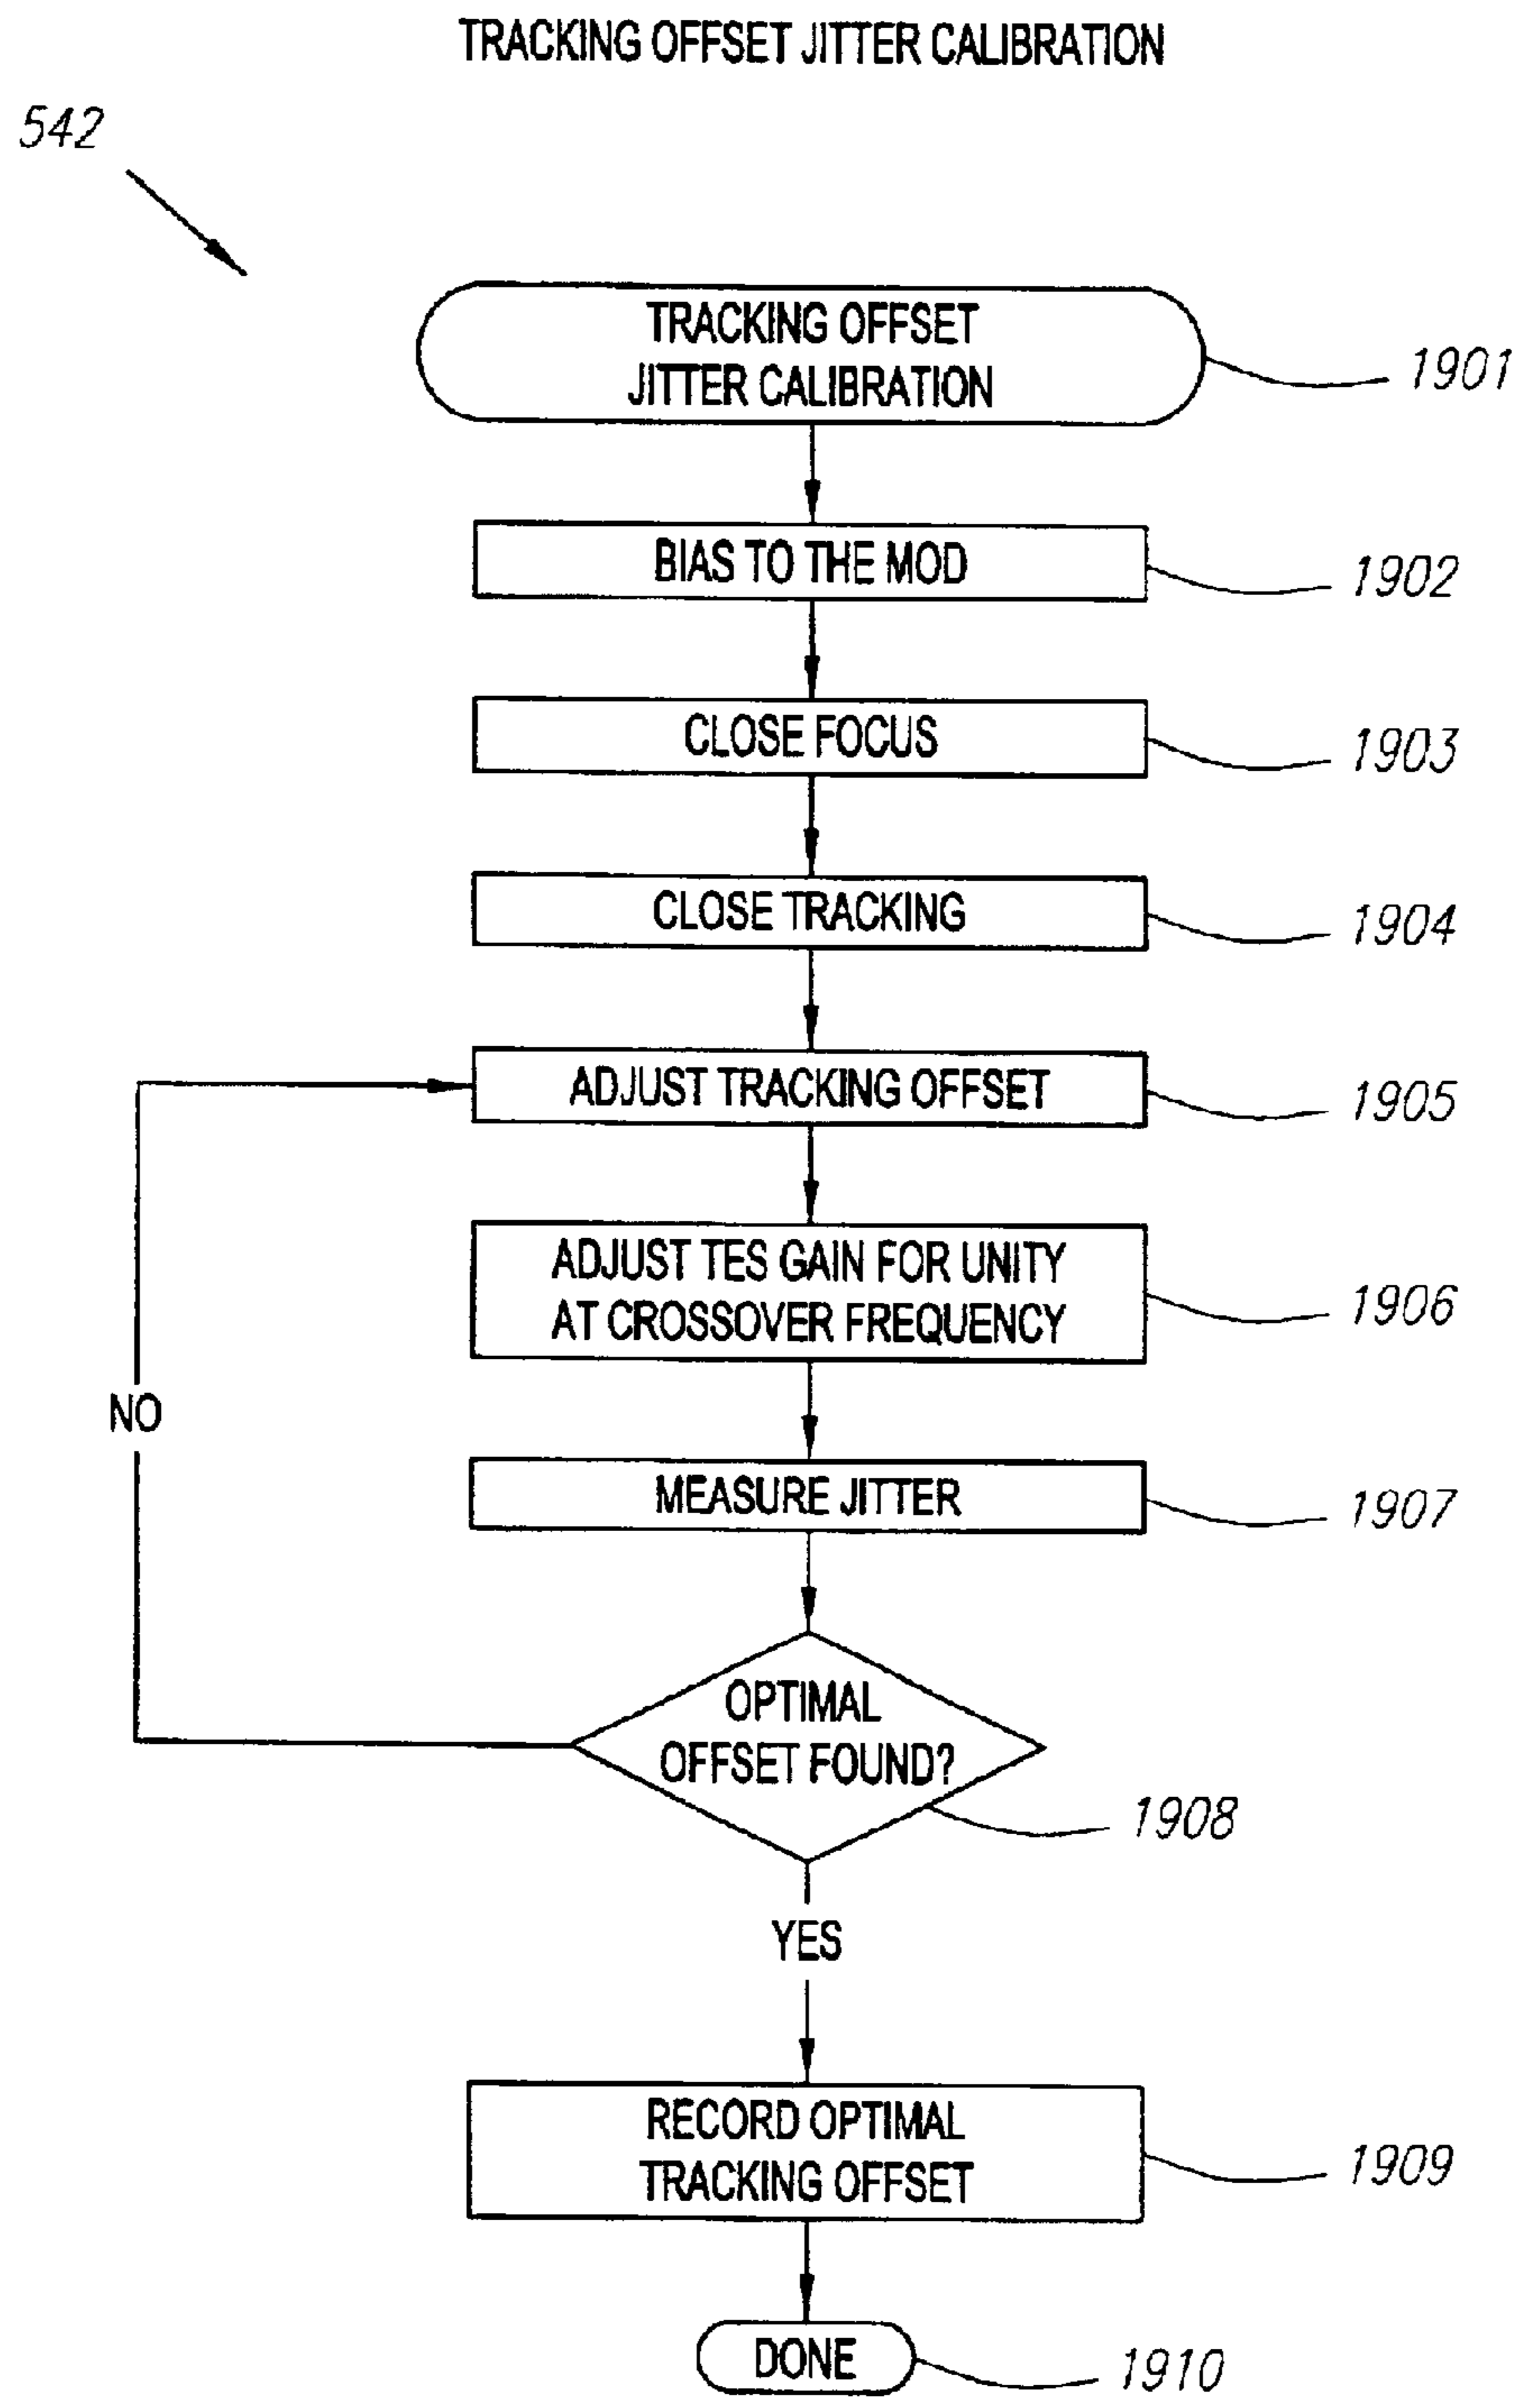 TRACKING OFFSET JITTER CALIBRATION
542
TRACKING OFFSET
JITTER CALIBRATION
1901
BIAS TO THE MOD
1902
CLOSE FOCUS
1903
CLOSE TRACKING
1904
ADJUST TRACKING OFFSET
1905
ADJUST TES GAIN FOR UNITY
AT CROSSOVER FREQUENCY
1906
NO
MEASURE JITTER
1907
OPTIMAL
OFFSET FOUND?
1908
YES
RECORD OPTIMAL
TRACKING OFFSET
1909
DONE
1910